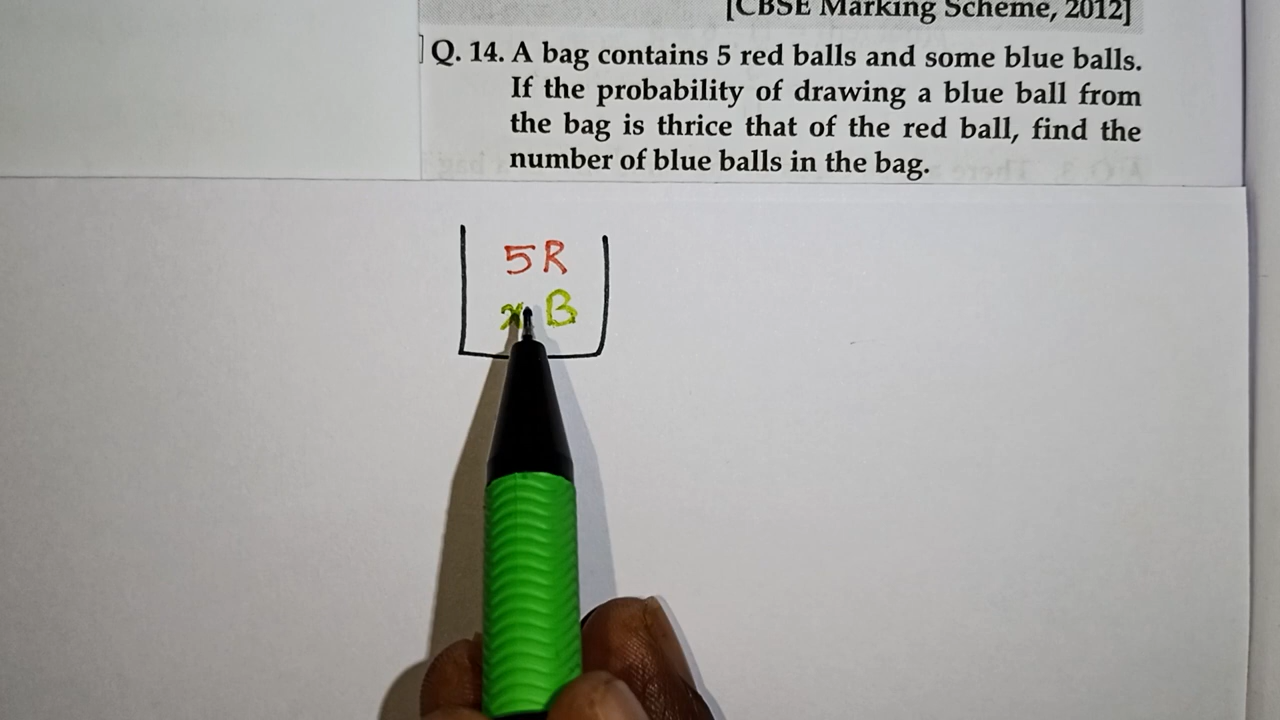 [CBSE Marking Scheme, 2012]
Q. 14. A bag contains 5 red balls and some blue balls.
If the probability of drawing a blue ball from
the bag is thrice that of the red ball, find the
number of blue balls in the bag.
5R
x B